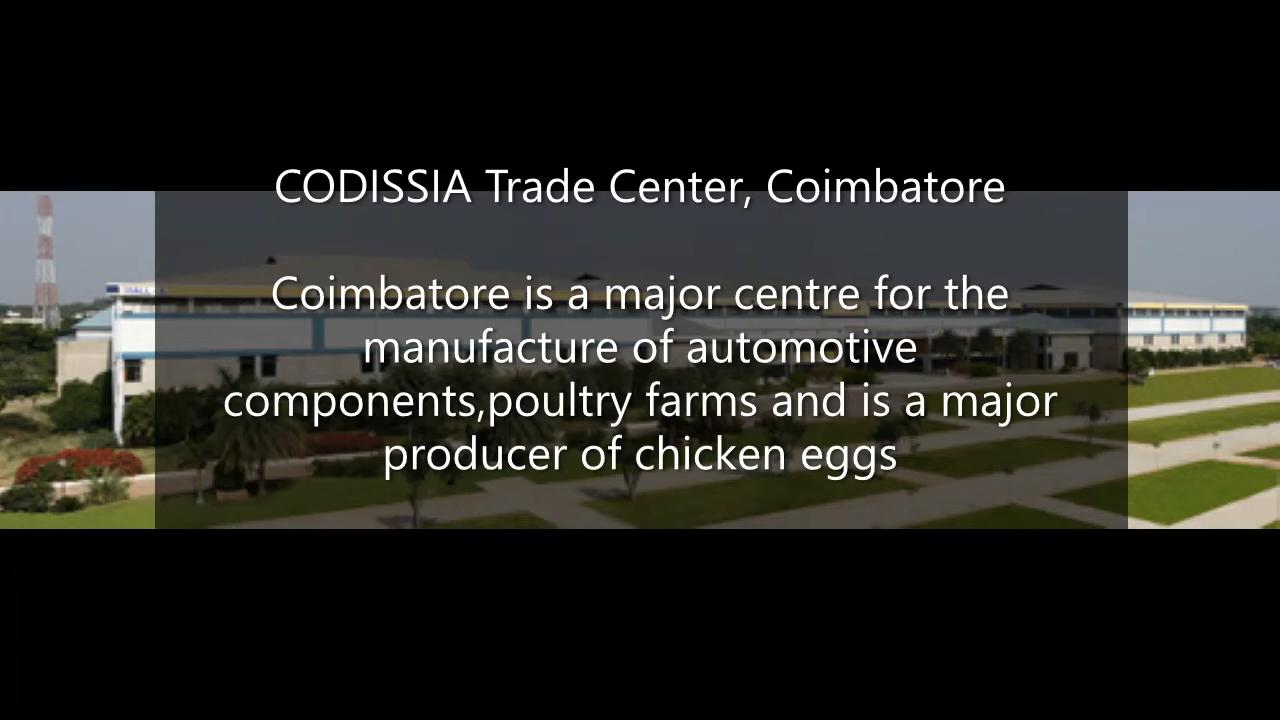 CODISSIA Trade Center, Coimbatore
Coimbatore is a major centre for the
manufacture of automotive
components,poultry farms and is a major
producer of chicken eggs